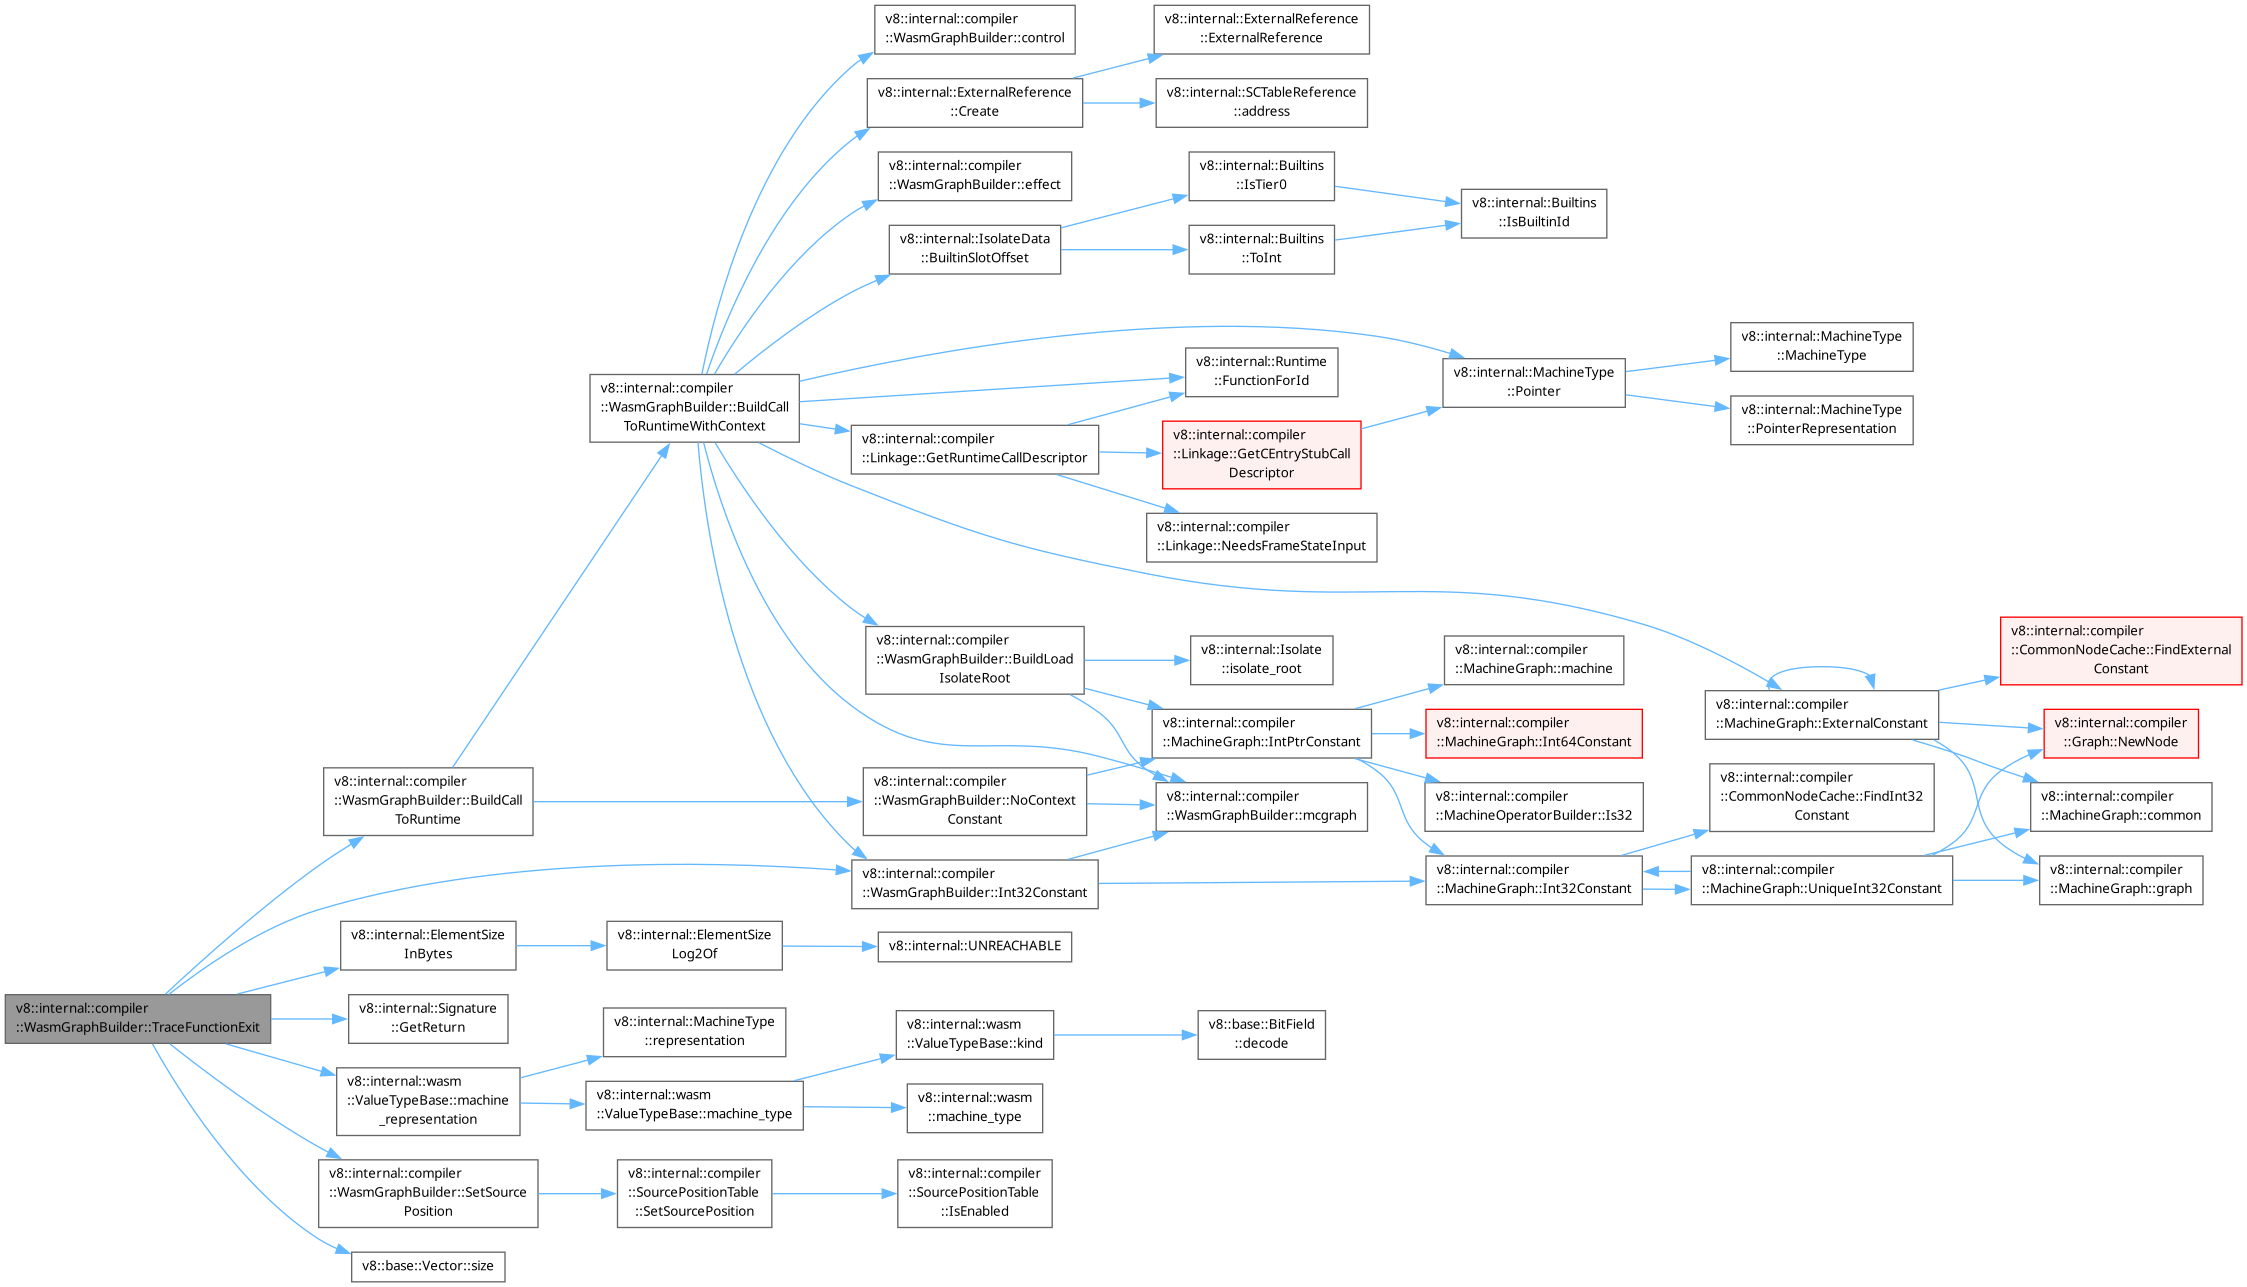 v8::internal::compiler
::WasmGraphBuilder::control
v8::internal::ExternalReference
::ExternalReference
v8::internal::ExternalReference
::Create
v8::internal::SCTableReference
::address
v8::internal::compiler
::WasmGraphBuilder::effect
v8::internal::Builtins
::IsTier0
v8::internal::Builtins
::IsBuiltinId
v8::internal::IsolateData
::BuiltinSlotOffset
v8::internal::Builtins
::ToInt
v8::internal::MachineType
::MachineType
v8::internal::Runtime
::FunctionForId
v8::internal::MachineType
::Pointer
v8::internal::compiler
::WasmGraphBuilder::BuildCall
ToRuntimeWithContext
v8::internal::MachineType
::PointerRepresentation
v8::internal::compiler
::Linkage::GetRuntimeCallDescriptor
v8::internal::compiler
::Linkage::GetCEntryStubCall
Descriptor
v8::internal::compiler
::Linkage::NeedsFrameStateInput
v8::internal::compiler
::CommonNodeCache::FindExternal
Constant
v8::internal::compiler
::WasmGraphBuilder::BuildLoad
IsolateRoot
v8::internal::Isolate
::isolate_root
v8::internal::compiler
::MachineGraph::machine
v8::internal::compiler
::MachineGraph::ExternalConstant
v8::internal::compiler
::MachineGraph::IntPtrConstant
v8::internal::compiler
::MachineGraph::Int64Constant
v8::internal::compiler
::Graph::NewNode
v8::internal::compiler
::WasmGraphBuilder::BuildCall
ToRuntime
v8::internal::compiler
::WasmGraphBuilder::NoContext
Constant
v8::internal::compiler
::WasmGraphBuilder::mcgraph
v8::internal::compiler
::MachineOperatorBuilder::Is32
v8::internal::compiler
::CommonNodeCache::FindInt32
Constant
v8::internal::compiler
::MachineGraph::common
v8::internal::compiler
::WasmGraphBuilder::Int32Constant
v8::internal::compiler
::MachineGraph::Int32Constant
v8::internal::compiler
::MachineGraph::UniqueInt32Constant
v8::internal::compiler
::MachineGraph::graph
v8::internal::ElementSize
InBytes
v8::internal::ElementSize
Log2Of
v8::internal::UNREACHABLE
v8::internal::compiler
::WasmGraphBuilder::TraceFunctionExit
v8::internal::Signature
::GetReturn
v8::internal::MachineType
::representation
v8::internal::wasm
::ValueTypeBase::kind
v8::base::BitField
::decode
v8::internal::wasm
::ValueTypeBase::machine
_representation
v8::internal::wasm
::ValueTypeBase::machine_type
v8::internal::wasm
::machine_type
v8::internal::compiler
::WasmGraphBuilder::SetSource
Position
v8::internal::compiler
::SourcePositionTable
::SetSourcePosition
v8::internal::compiler
::SourcePositionTable
::IsEnabled
v8::base::Vector::size